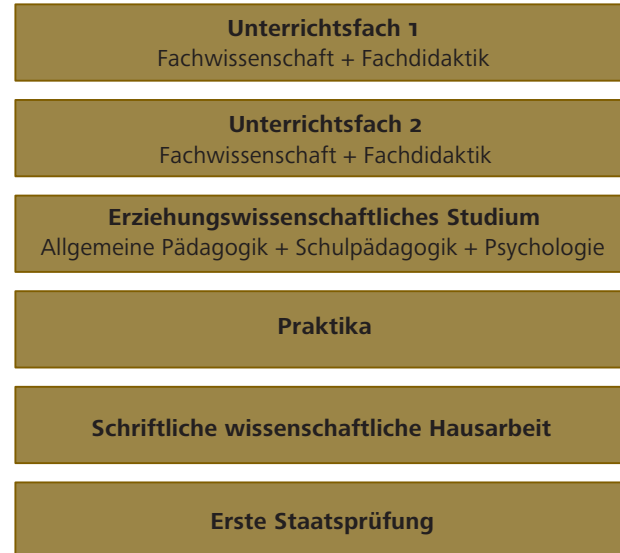 Unterrichtsfach 1
Fachwissenschaft + Fachdidaktik
Unterrichtsfach 2
Fachwissenschaft + Fachdidaktik
Erziehungswissenschaftliches Studium
Allgemeine Pädagogik + Schulpädagogik + Psychologie
Praktika
Schriftliche wissenschaftliche Hausarbeit
Erste Staatsprüfung